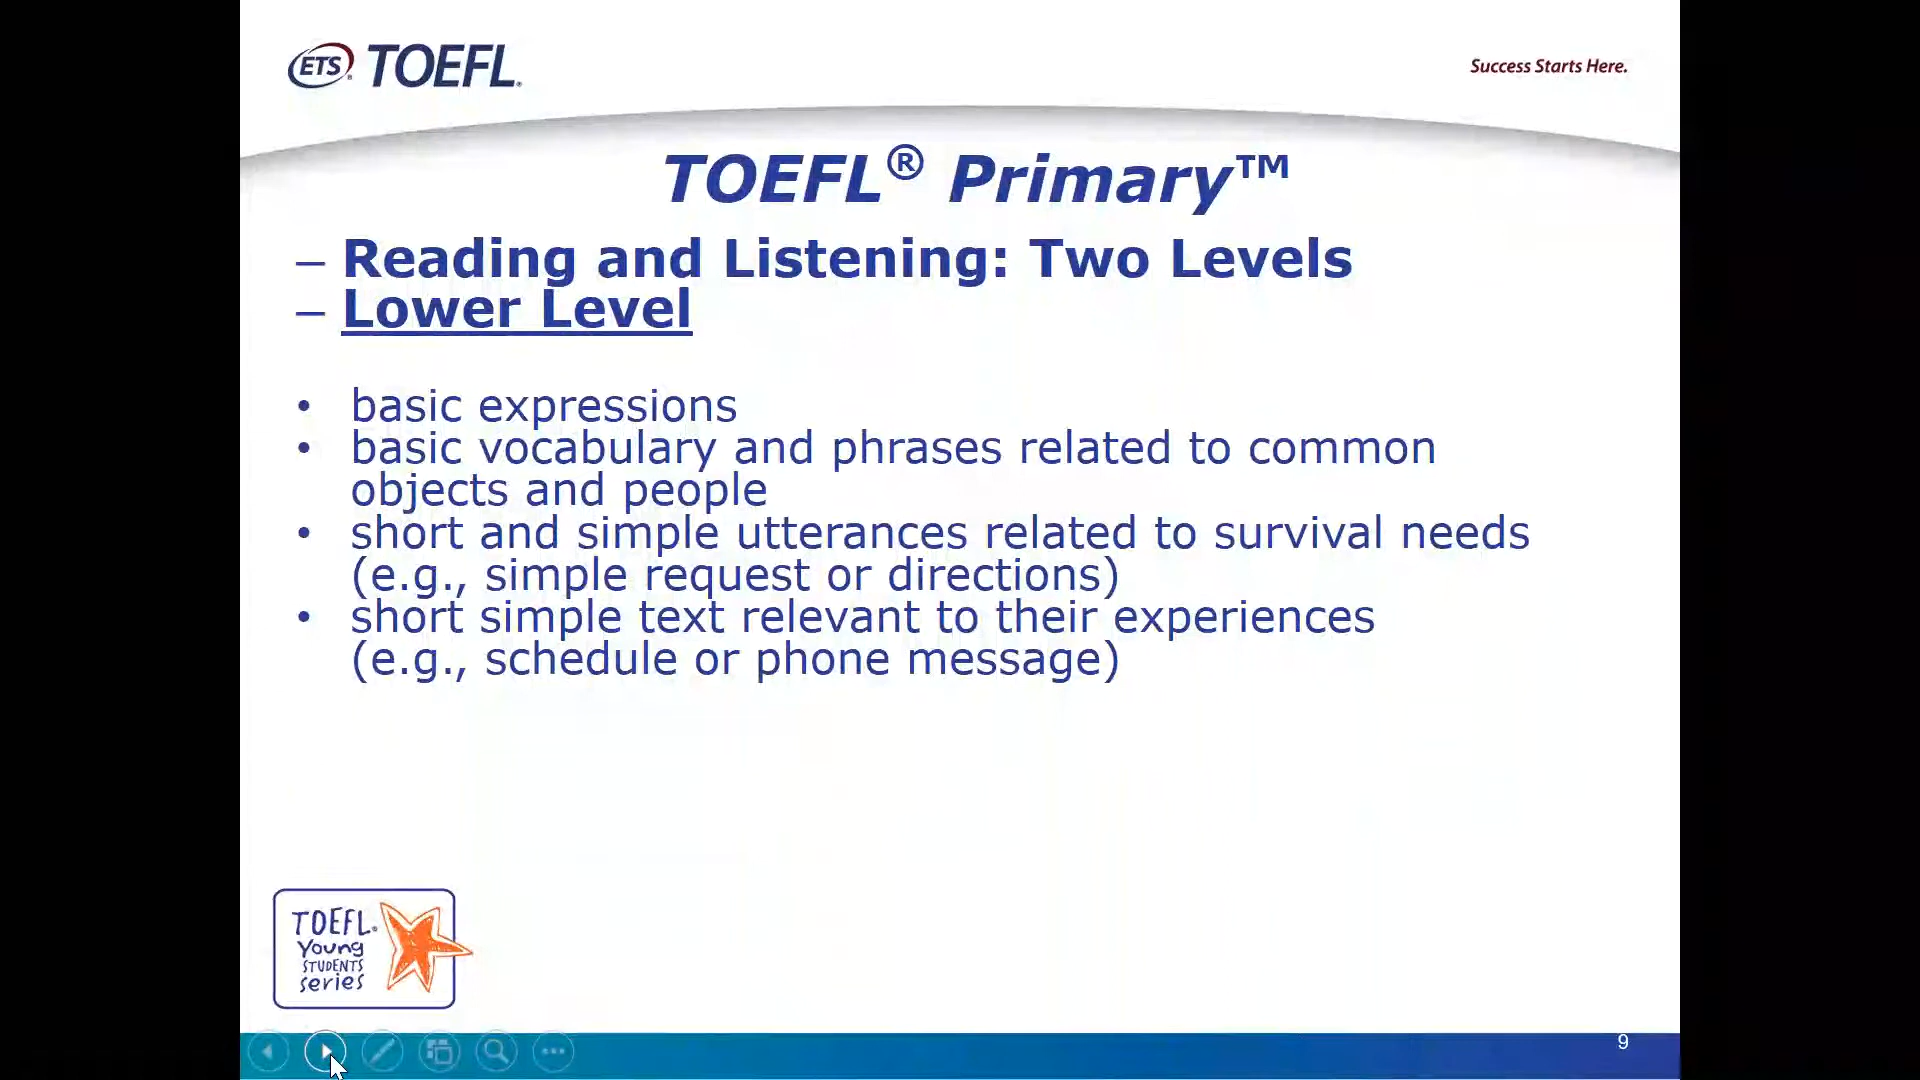 ETS® TOEFL®
Success Starts Here.
TOEFL® Primary™
– Reading and Listening: Two Levels
– Lower Level
• basic expressions
• basic vocabulary and phrases related to common
objects and people
• short and simple utterances related to survival needs
(e.g., simple request or directions)
• short simple text relevant to their experiences
(e.g., schedule or phone message)
TOEFL®
Young
STUDENTS
series
9